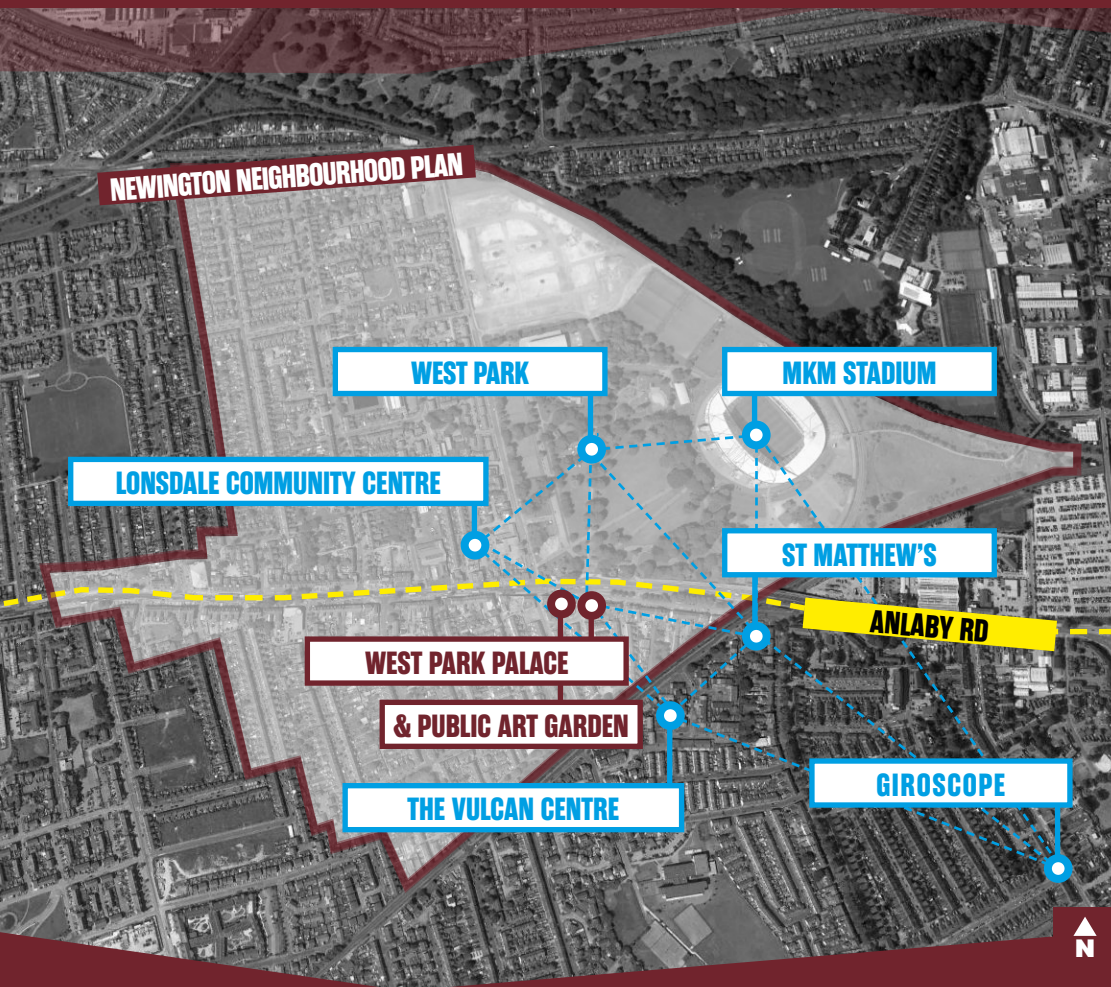 NEWINGTON NEIGHBOURHOOD PLAN
WEST PARK
MKM STADIUM
LONSDALE COMMUNITY CENTRE
ST MATTHEW'S
ANLABY RD
WEST PARK PALACE
& PUBLIC ART GARDEN
GIROSCOPE
THE VULCAN CENTRE
N